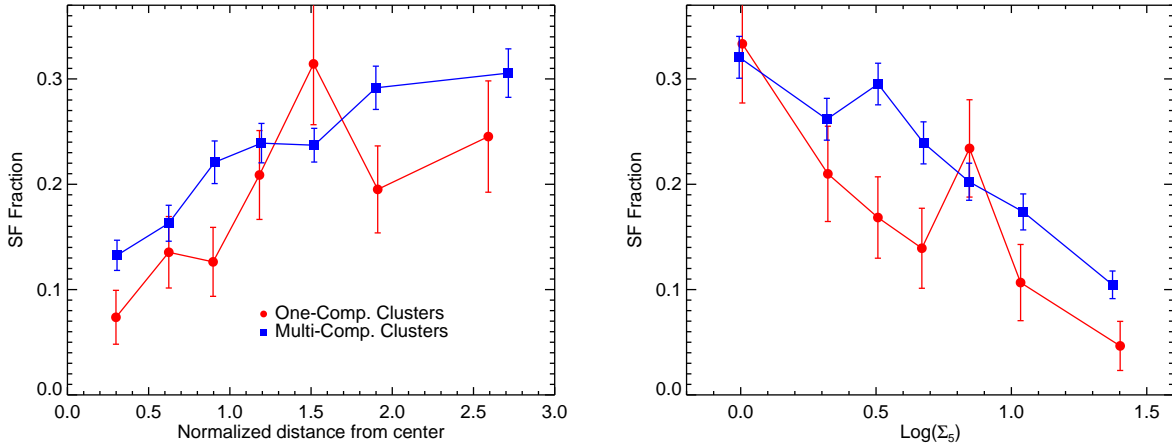 SF Fraction
0.3
0.2
0.1
0.0
One-Comp. Clusters
Multi-Comp. Clusters
0.0 0.5 1.0 1.5 2.0 2.5 3.0
Normalized distance from center
SF Fraction
0.3
0.2
0.1
0.0
0.0 0.5 1.0 1.5
Log(Σ₅)